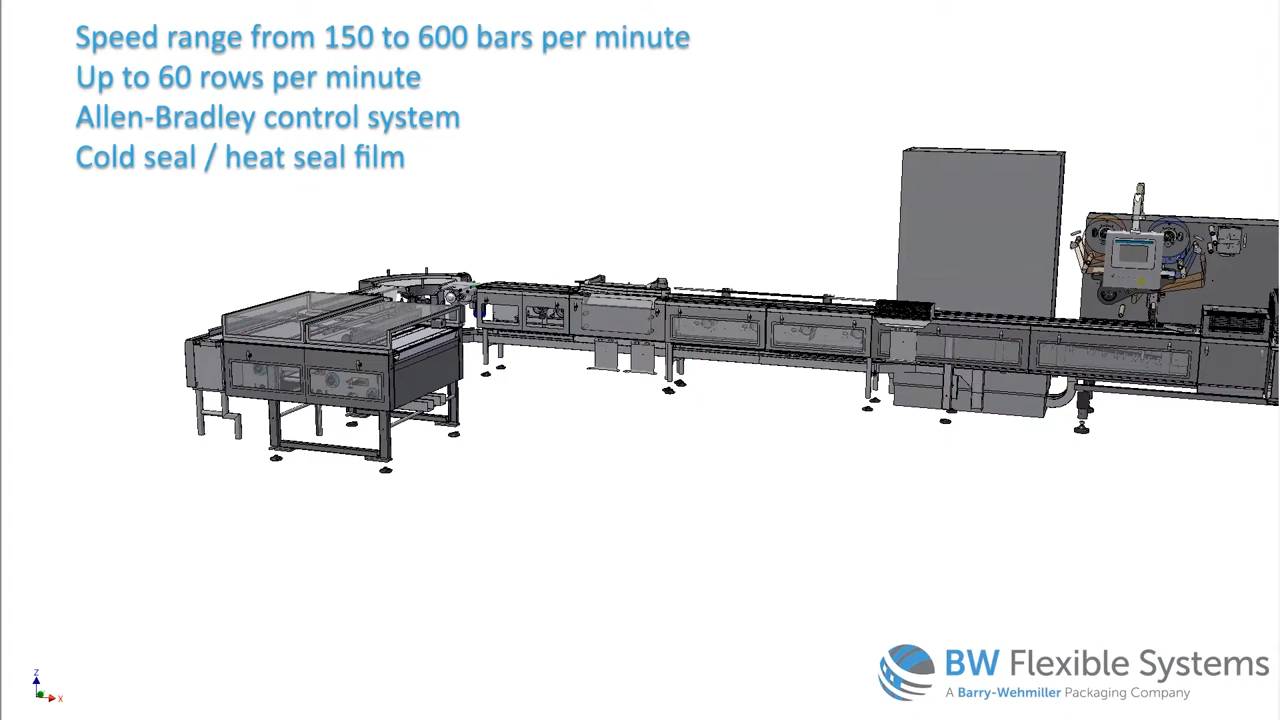 Speed range from 150 to 600 bars per minute
Up to 60 rows per minute
Allen-Bradley control system
Cold seal / heat seal film
Z
X
BW Flexible Systems
A Barry-Wehmiller Packaging Company